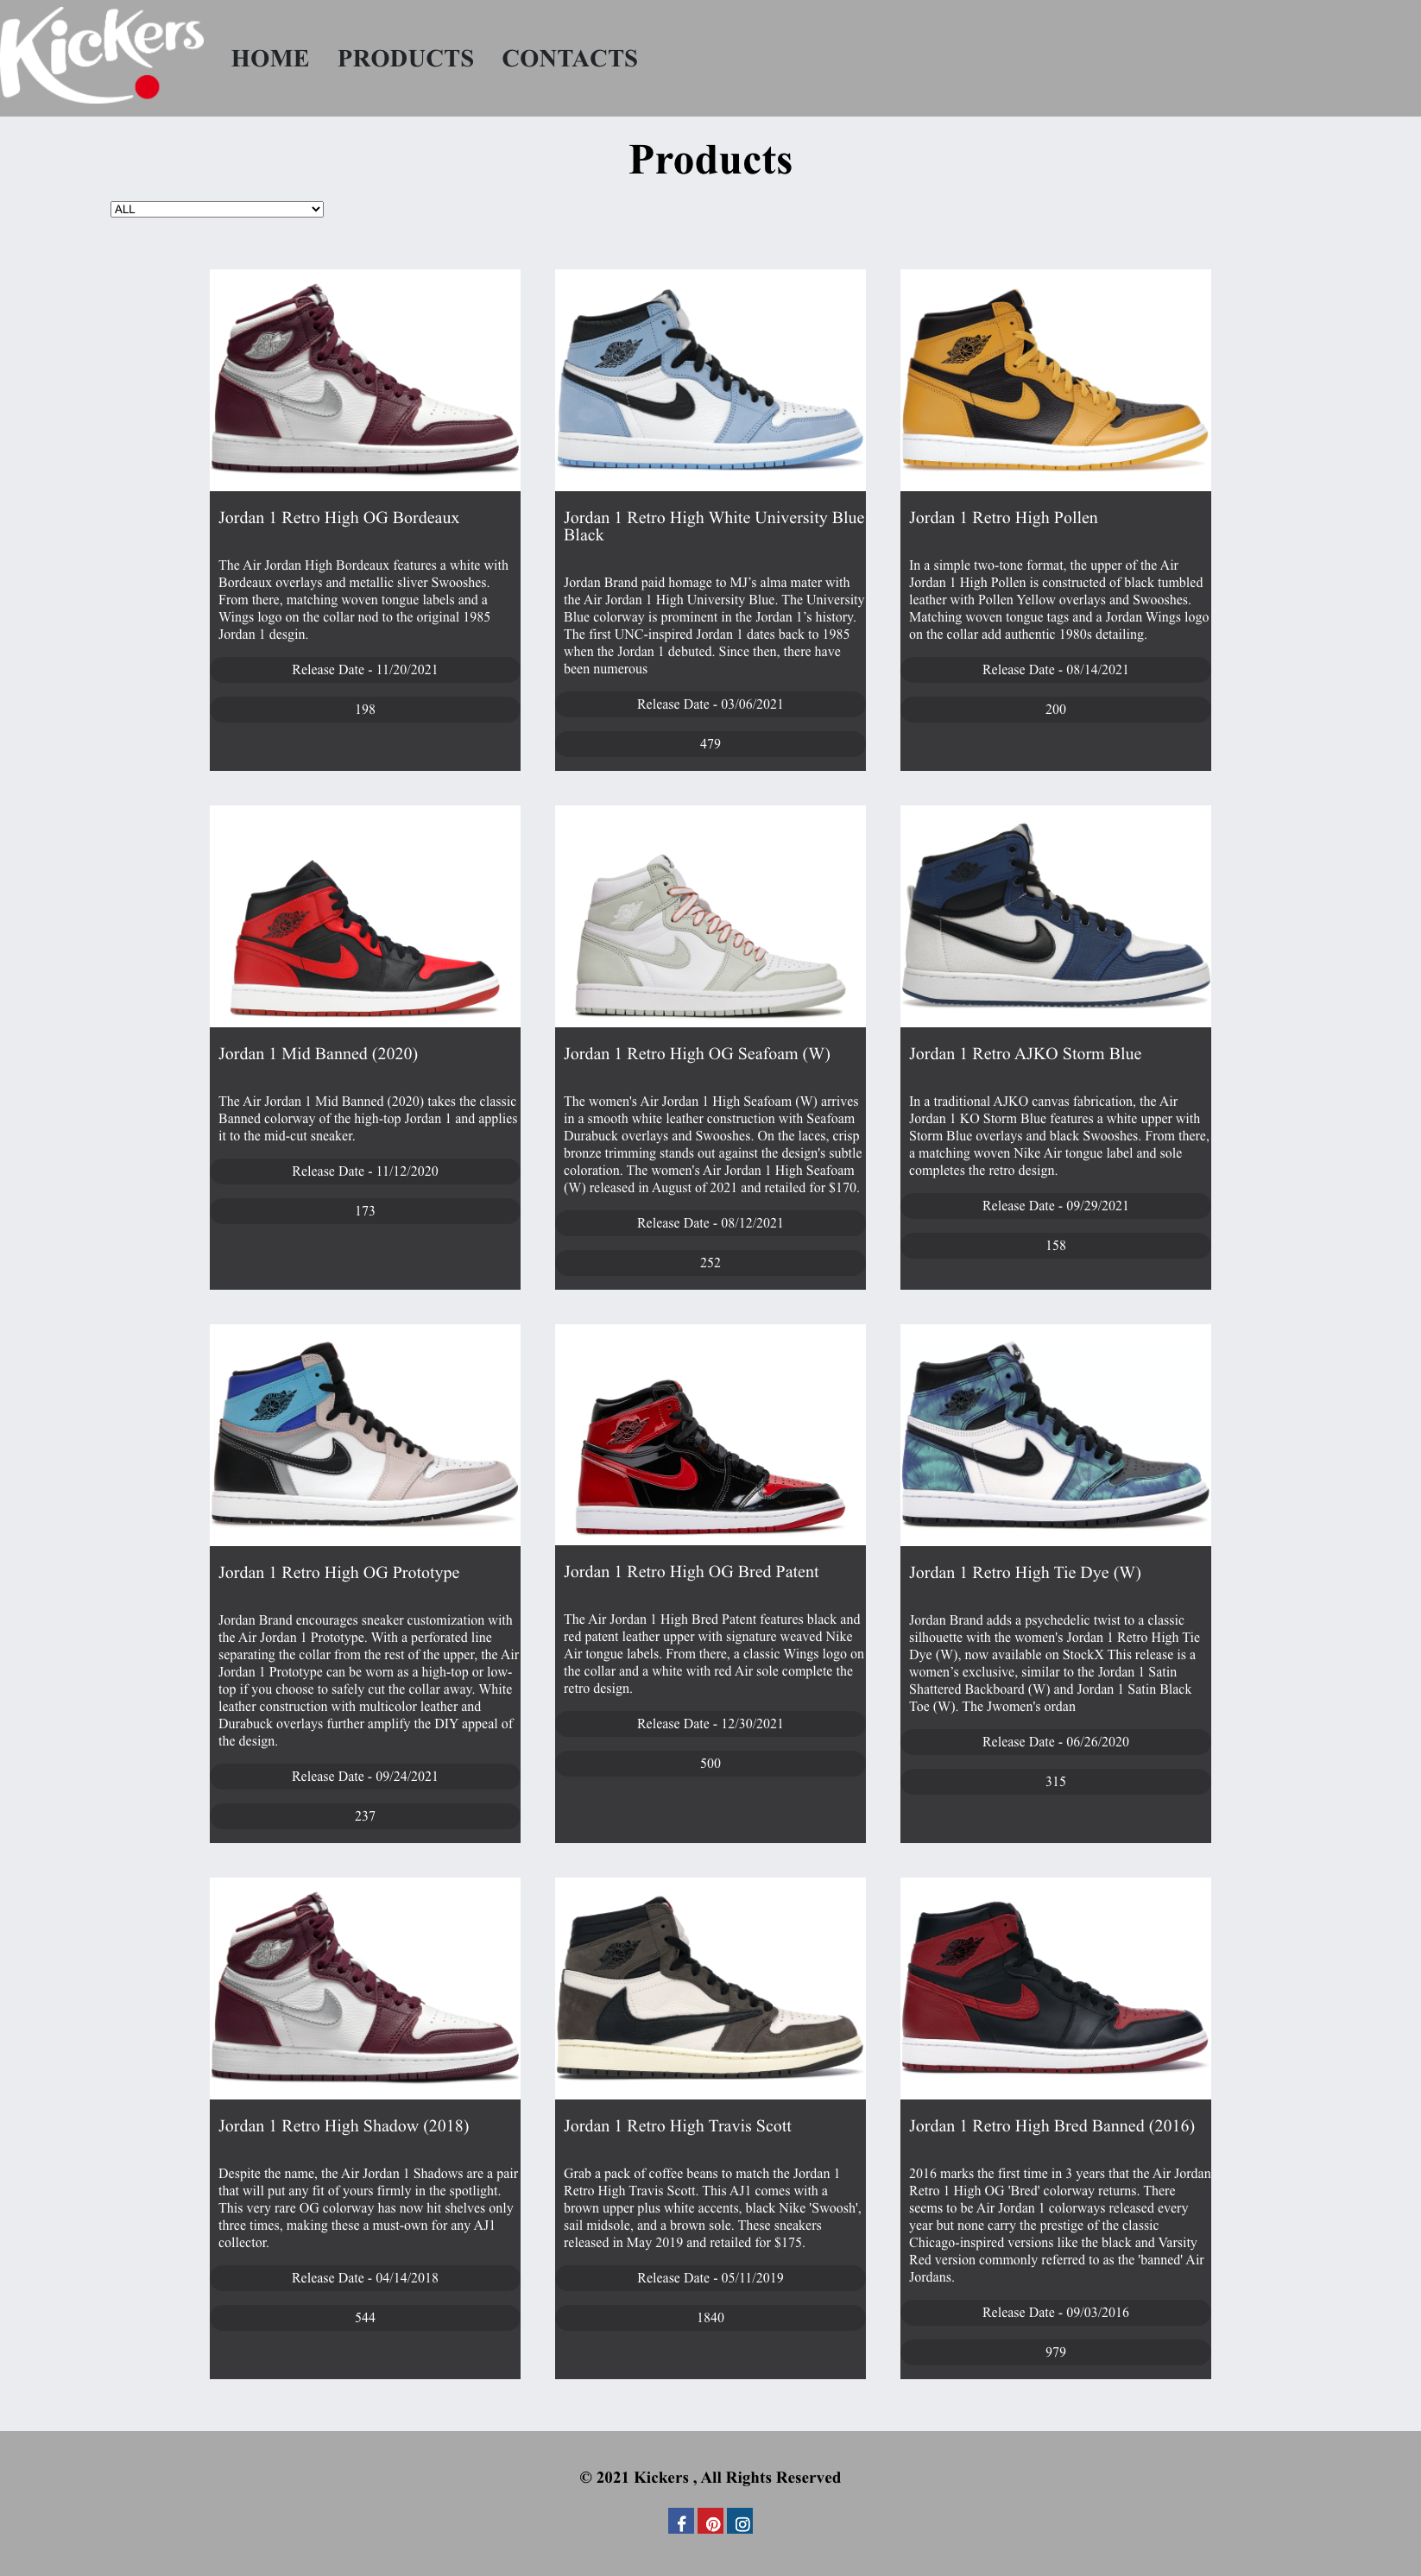 Kickers
HOME PRODUCTS CONTACTS
Products
ALL
Jordan 1 Retro High OG Bordeaux
The Air Jordan High Bordeaux features a white with
Bordeaux overlays and metallic sliver Swooshes.
From there, matching woven tongue labels and a
Wings logo on the collar nod to the original 1985
Jordan 1 desgin.
Release Date - 11/20/2021
198
Jordan 1 Retro High White University Blue
Black
Jordan Brand paid homage to MJ’s alma mater with
the Air Jordan 1 High University Blue. The University
Blue colorway is prominent in the Jordan 1’s history.
The first UNC-inspired Jordan 1 dates back to 1985
when the Jordan 1 debuted. Since then, there have
been numerous
Release Date - 03/06/2021
479
Jordan 1 Retro High Pollen
In a simple two-tone format, the upper of the Air
Jordan 1 High Pollen is constructed of black tumbled
leather with Pollen Yellow overlays and Swooshes.
Matching woven tongue tags and a Jordan Wings logo
on the collar add authentic 1980s detailing.
Release Date - 08/14/2021
200
Jordan 1 Mid Banned (2020)
The Air Jordan 1 Mid Banned (2020) takes the classic
Banned colorway of the high-top Jordan 1 and applies
it to the mid-cut sneaker.
Release Date - 11/12/2020
173
Jordan 1 Retro High OG Seafoam (W)
The women's Air Jordan 1 High Seafoam (W) arrives
in a smooth white leather construction with Seafoam
Durabuck overlays and Swooshes. On the laces, crisp
bronze trimming stands out against the design's subtle
coloration. The women's Air Jordan 1 High Seafoam
(W) released in August of 2021 and retailed for $170.
Release Date - 08/12/2021
252
Jordan 1 Retro AJKO Storm Blue
In a traditional AJKO canvas fabrication, the Air
Jordan 1 KO Storm Blue features a white upper with
Storm Blue overlays and black Swooshes. From there,
a matching woven Nike Air tongue label and sole
completes the retro design.
Release Date - 09/29/2021
158
Jordan 1 Retro High OG Prototype
Jordan Brand encourages sneaker customization with
the Air Jordan 1 Prototype. With a perforated line
separating the collar from the rest of the upper, the Air
Jordan 1 Prototype can be worn as a high-top or low-
top if you choose to safely cut the collar away. White
leather construction with multicolor leather and
Durabuck overlays further amplify the DIY appeal of
the design.
Release Date - 09/24/2021
237
Jordan 1 Retro High OG Bred Patent
The Air Jordan 1 High Bred Patent features black and
red patent leather upper with signature weaved Nike
Air tongue labels. From there, a classic Wings logo on
the collar and a white with red Air sole complete the
retro design.
Release Date - 12/30/2021
500
Jordan 1 Retro High Tie Dye (W)
Jordan Brand adds a psychedelic twist to a classic
silhouette with the women's Jordan 1 Retro High Tie
Dye (W), now available on StockX This release is a
women’s exclusive, similar to the Jordan 1 Satin
Shattered Backboard (W) and Jordan 1 Satin Black
Toe (W). The Jwomen's ordan
Release Date - 06/26/2020
315
Jordan 1 Retro High Shadow (2018)
Despite the name, the Air Jordan 1 Shadows are a pair
that will put any fit of yours firmly in the spotlight.
This very rare OG colorway has now hit shelves only
three times, making these a must-own for any AJ1
collector.
Release Date - 04/14/2018
544
Jordan 1 Retro High Travis Scott
Grab a pack of coffee beans to match the Jordan 1
Retro High Travis Scott. This AJ1 comes with a
brown upper plus white accents, black Nike 'Swoosh',
sail midsole, and a brown sole. These sneakers
released in May 2019 and retailed for $175.
Release Date - 05/11/2019
1840
Jordan 1 Retro High Bred Banned (2016)
2016 marks the first time in 3 years that the Air Jordan
Retro 1 High OG 'Bred' colorway returns. There
seems to be Air Jordan 1 colorways released every
year but none carry the prestige of the classic
Chicago-inspired versions like the black and Varsity
Red version commonly referred to as the 'banned' Air
Jordans.
Release Date - 09/03/2016
979
© 2021 Kickers , All Rights Reserved